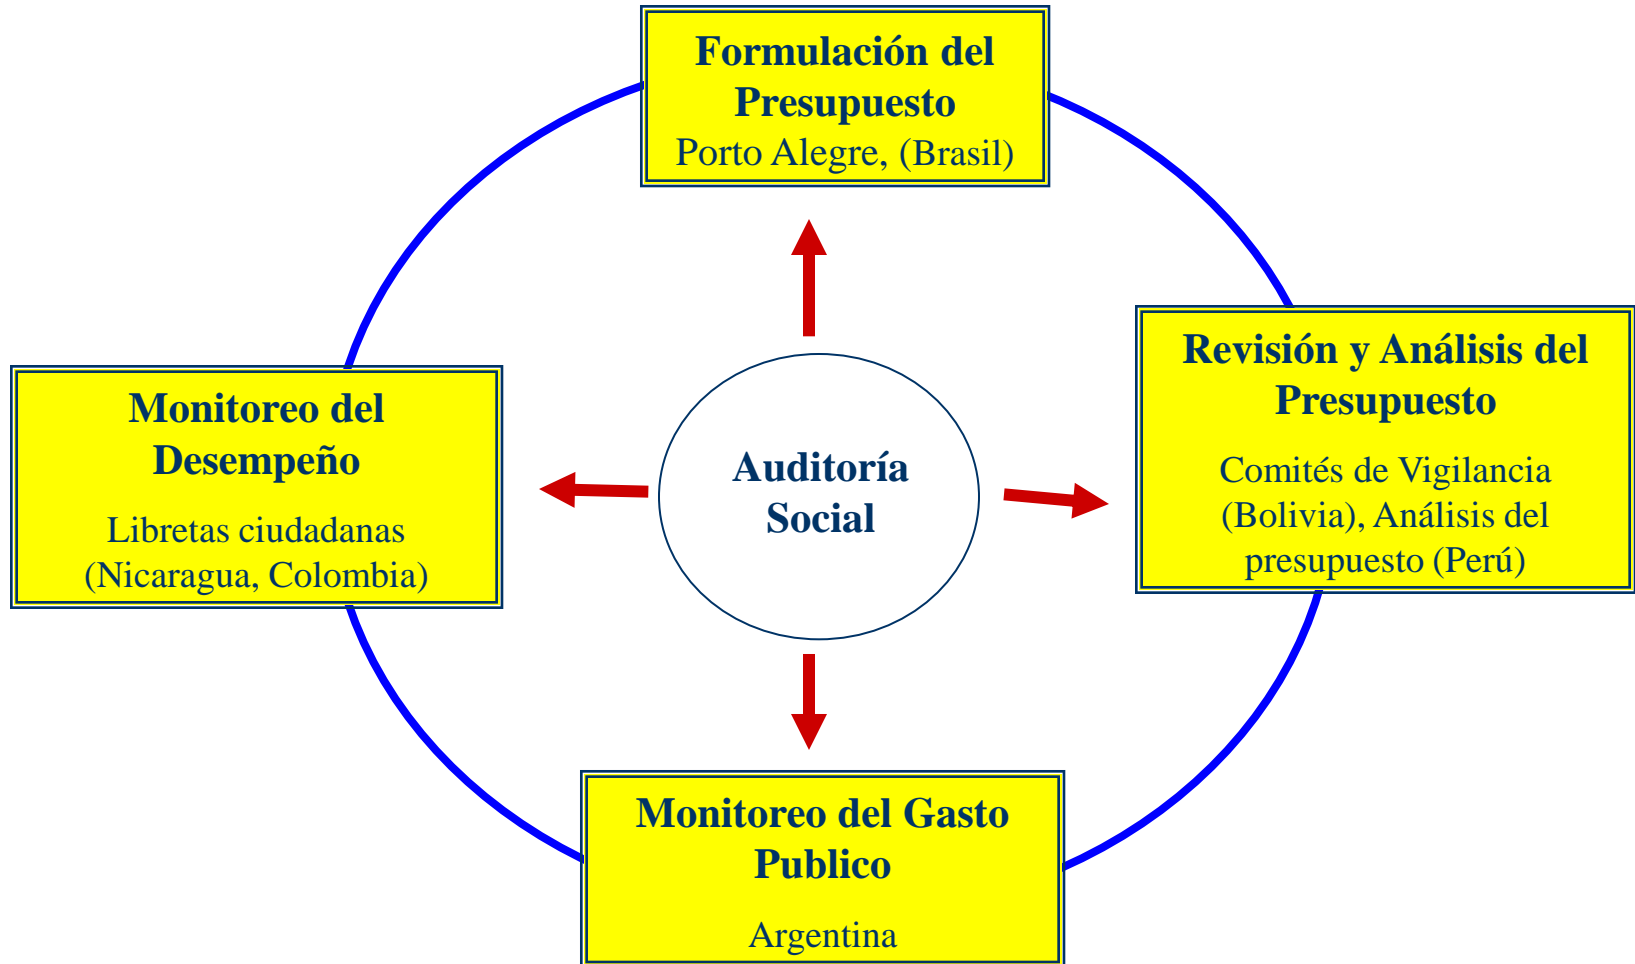 Formulación del
Presupuesto
Porto Alegre, (Brasil)
Revisión y Análisis del
Presupuesto
Comités de Vigilancia
(Bolivia), Análisis del
presupuesto (Perú)
Monitoreo del
Desempeño
Libretas ciudadanas
(Nicaragua, Colombia)
Auditoría
Social
Monitoreo del Gasto
Publico
Argentina